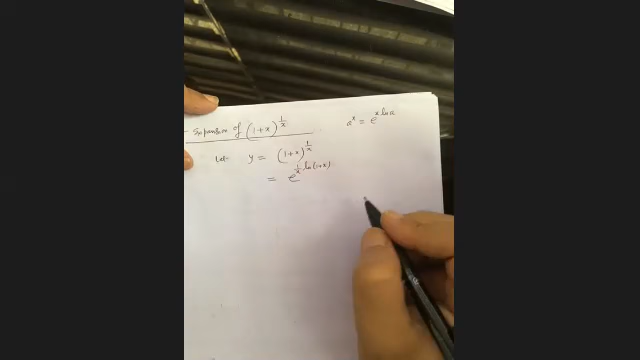 Expansion of (1+x)^{1/x}
a^x = e^{x ln a}
Let y = (1+x)^{1/x}
= e^{1/x ln(1+x)}